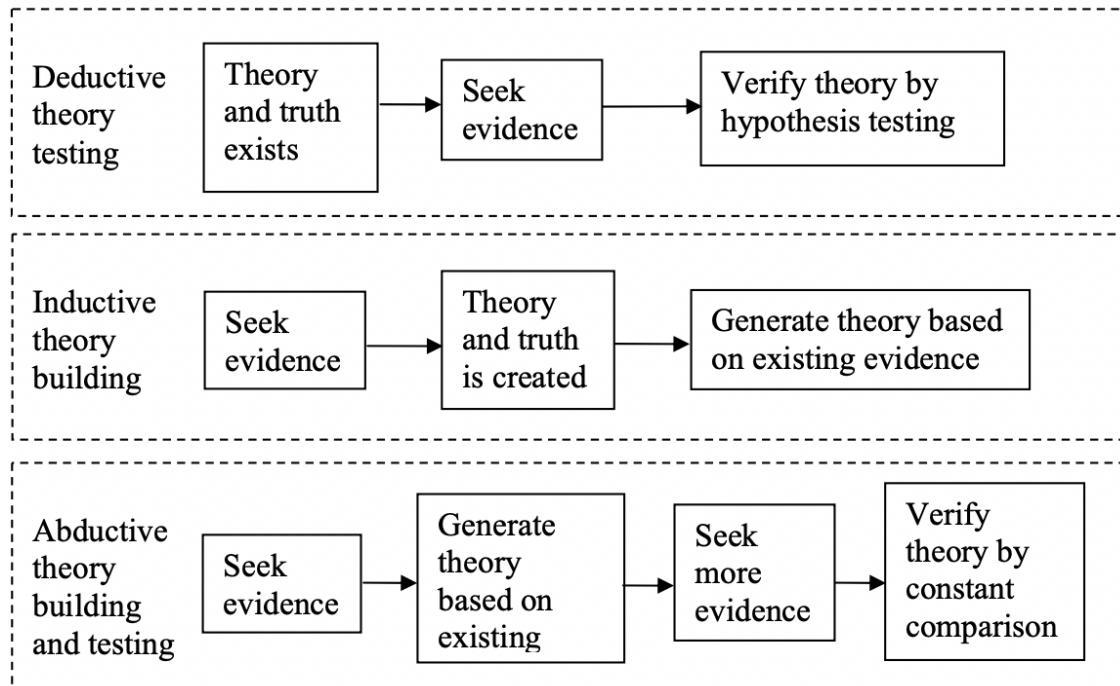 Deductive
theory
testing
Theory
and truth
exists
Seek
evidence
Verify theory by
hypothesis testing
Inductive
theory
building
Seek
evidence
Theory
and truth
is created
Generate theory based
on existing evidence
Abductive
theory
building
and testing
Seek
evidence
Generate
theory
based on
existing
Seek
more
evidence
Verify
theory by
constant
comparison